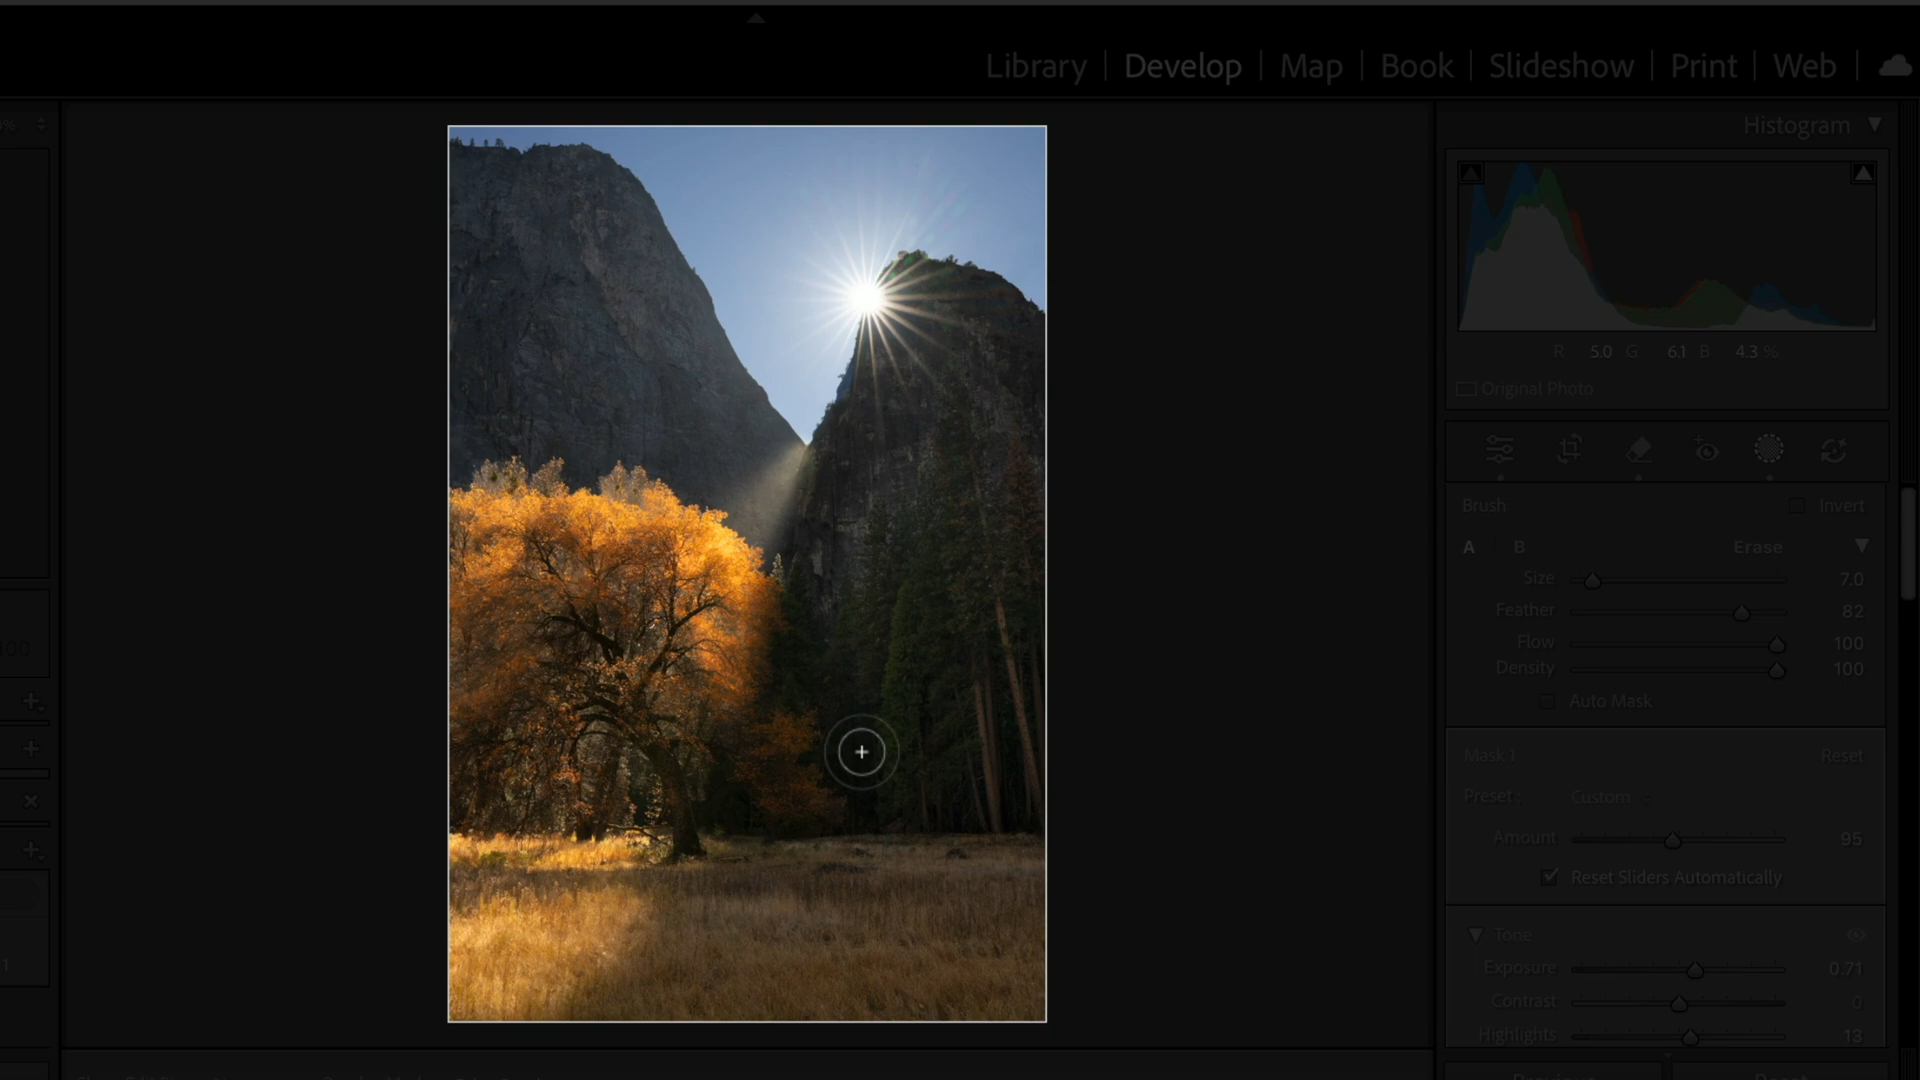 Library | Develop | Map | Book | Slideshow | Print | Web |
Histogram
R 5.0 G 6.1 B 4.3 %
Original Photo
Brush Invert
A B Erase
Size 7.0
Feather 82
Flow 100
Density 100
Auto Mask
Mask 1 Reset
Preset: Custom
Amount 95
Reset Sliders Automatically
Tone
Exposure 0.71
Contrast 0
Highlights 13
100
1